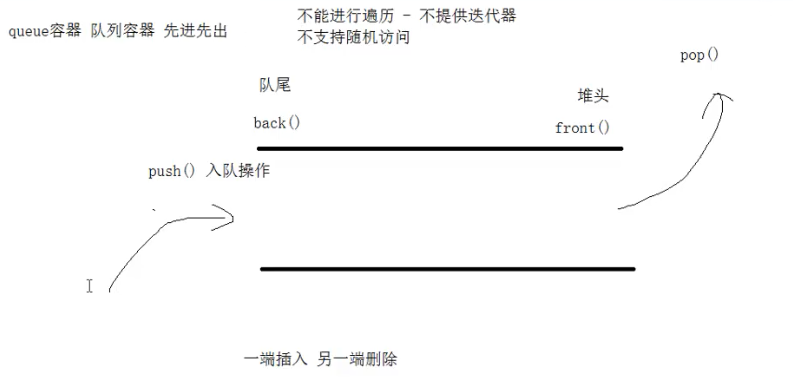 queue容器 队列容器 先进先出
不能进行遍历 - 不提供迭代器
不支持随机访问
pop()
队尾
堆头
back()
front()
push() 入队操作
一端插入 另一端删除